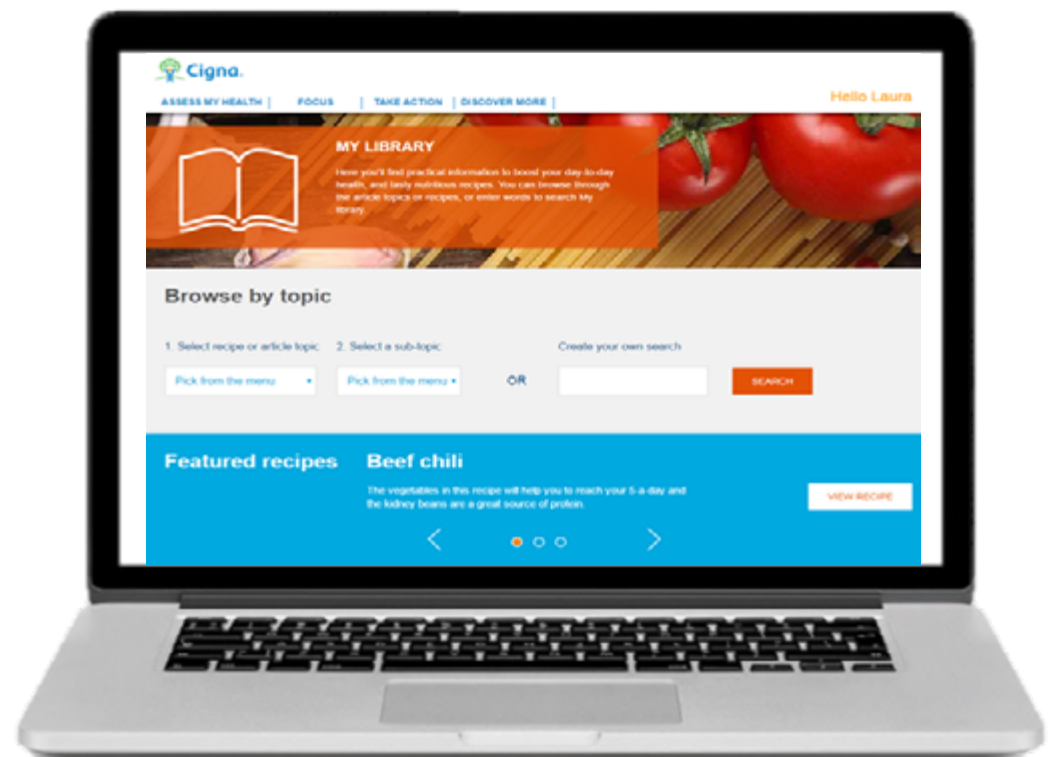 Cigna.
ASSESS MY HEALTH | FOCUS | TAKE ACTION | DISCOVER MORE |
Hello Laura
MY LIBRARY
Here you'll find practical information to boost your day-to-day
health, and tasty nutritious recipes. You can browse through
the article topics or recipes, or enter words to search My
library.
Browse by topic
1. Select recipe or article topic
2. Select a sub-topic
Create your own search
Pick from the menu
Pick from the menu
OR
SEARCH
Featured recipes
Beef chili
The vegetables in this recipe will help you to reach your 5-a-day and
the kidney beans are a great source of protein.
VIEW RECIPE